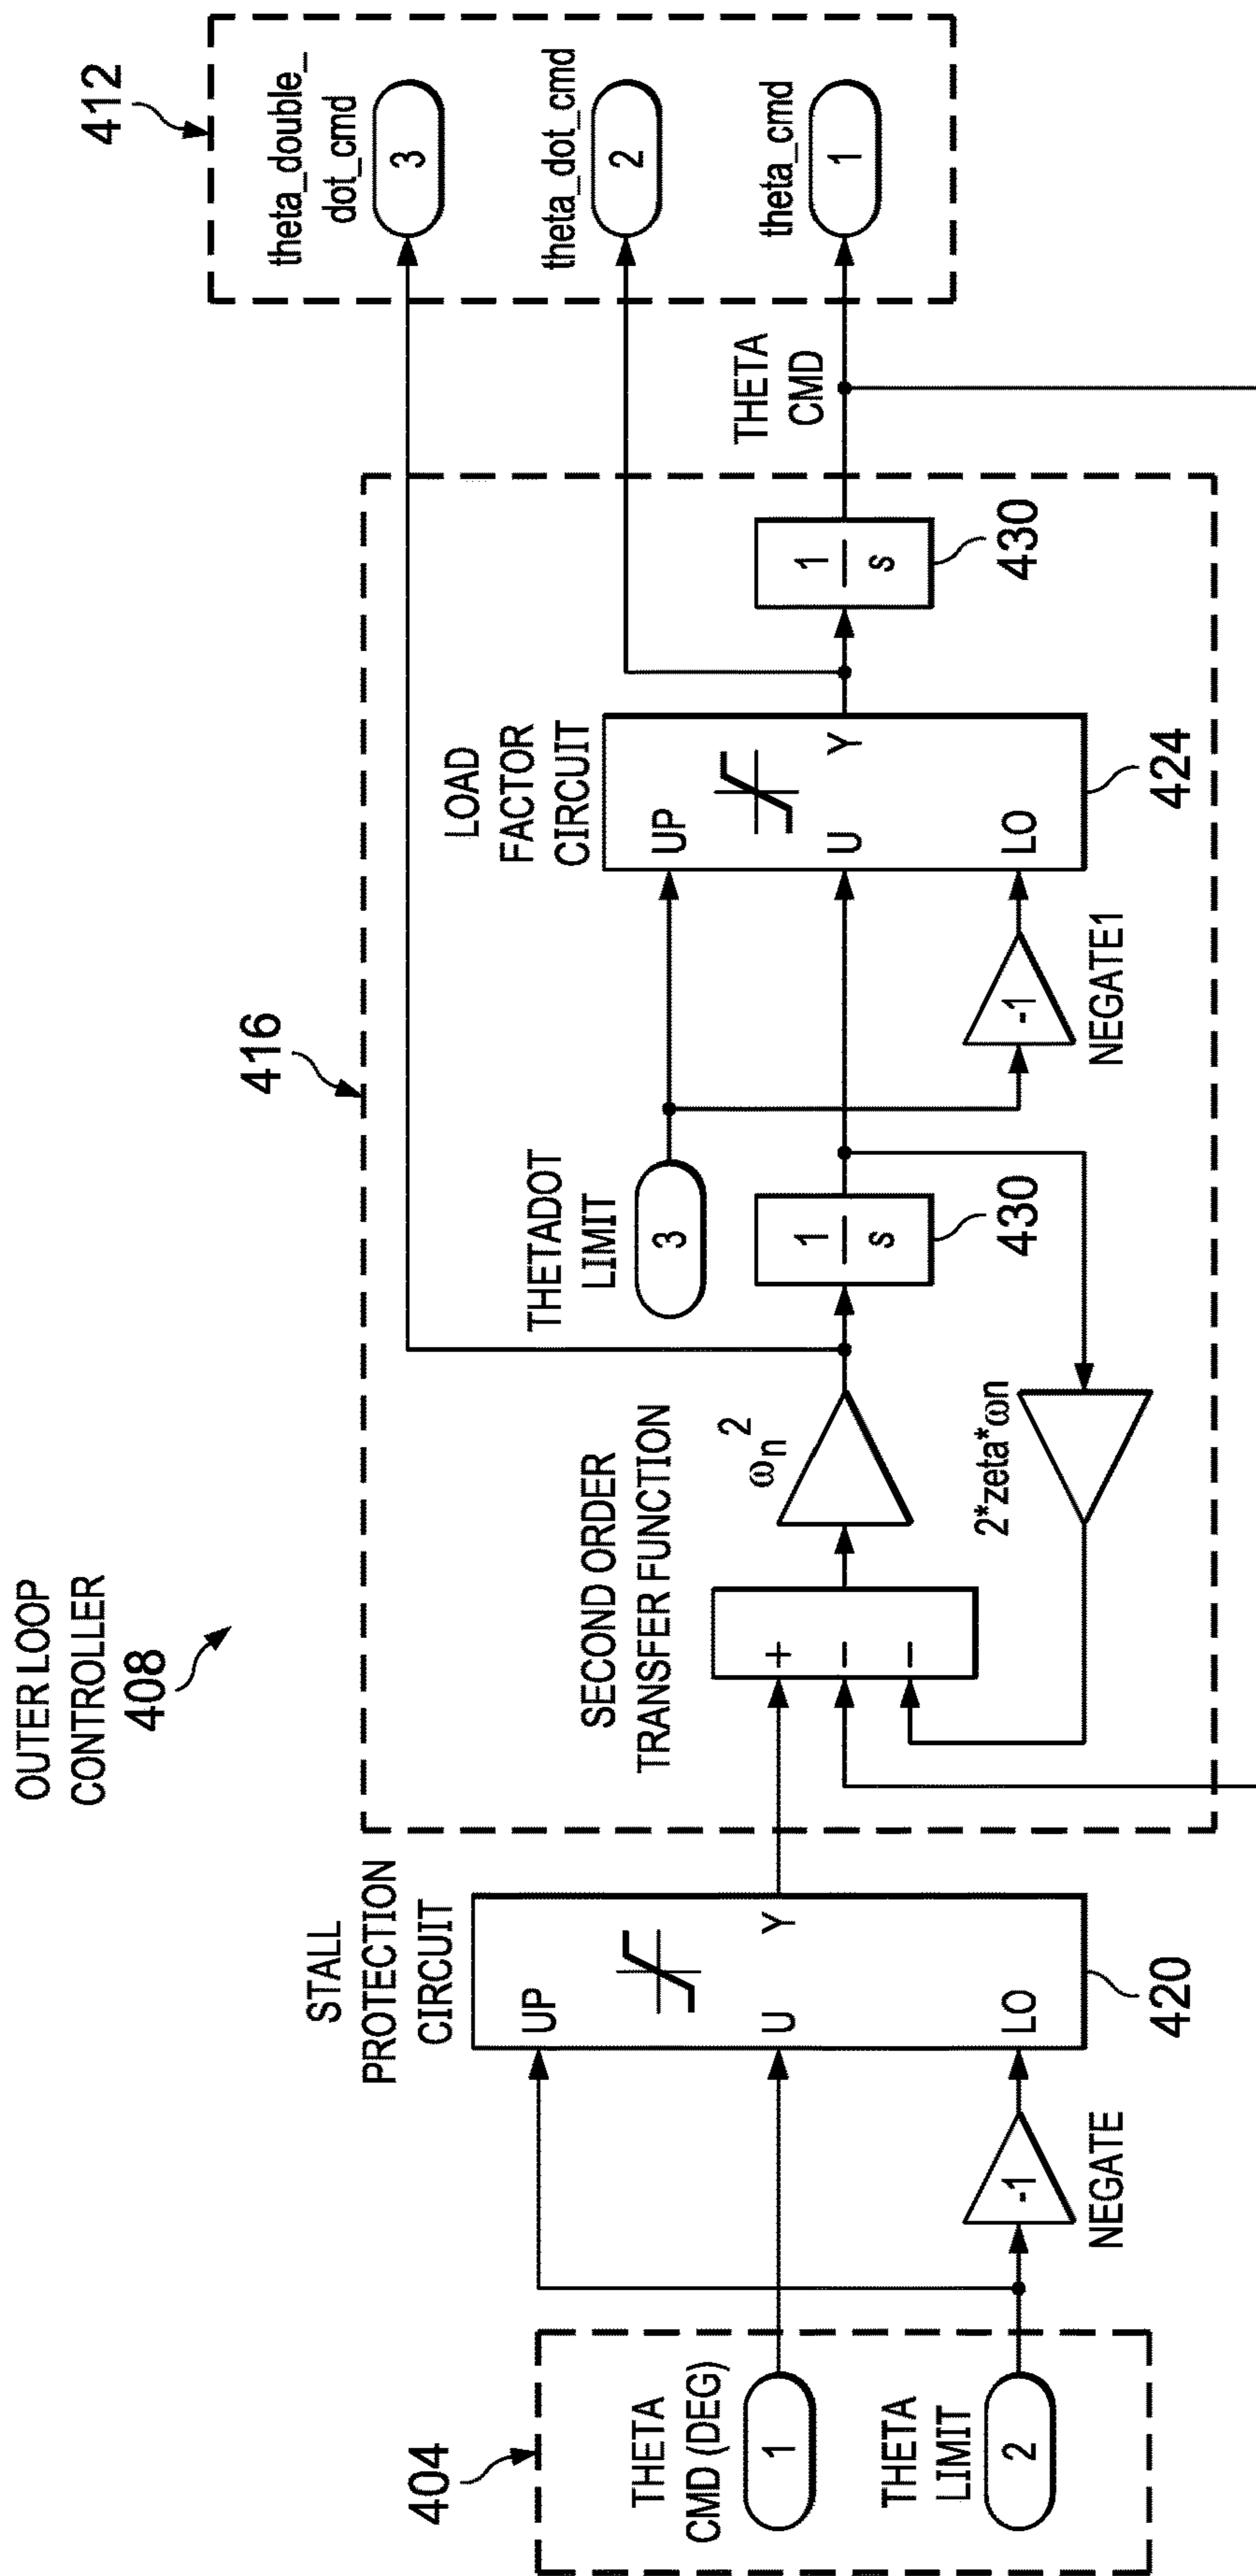 OUTER LOOP
CONTROLLER
408
404
THETA
CMD (DEG)
1
THETA
LIMIT
2
-1
NEGATE
STALL
PROTECTION
CIRCUIT
UP
U
Y
LO
420
416
SECOND ORDER
TRANSFER FUNCTION
+
−
−
ωn²
2*zeta*ωn
1
s
430
THETADOT
LIMIT
3
-1
NEGATE1
LOAD
FACTOR
CIRCUIT
UP
U
Y
LO
424
1
s
430
THETA
CMD
412
theta_double_
dot_cmd
3
theta_dot_cmd
2
theta_cmd
1